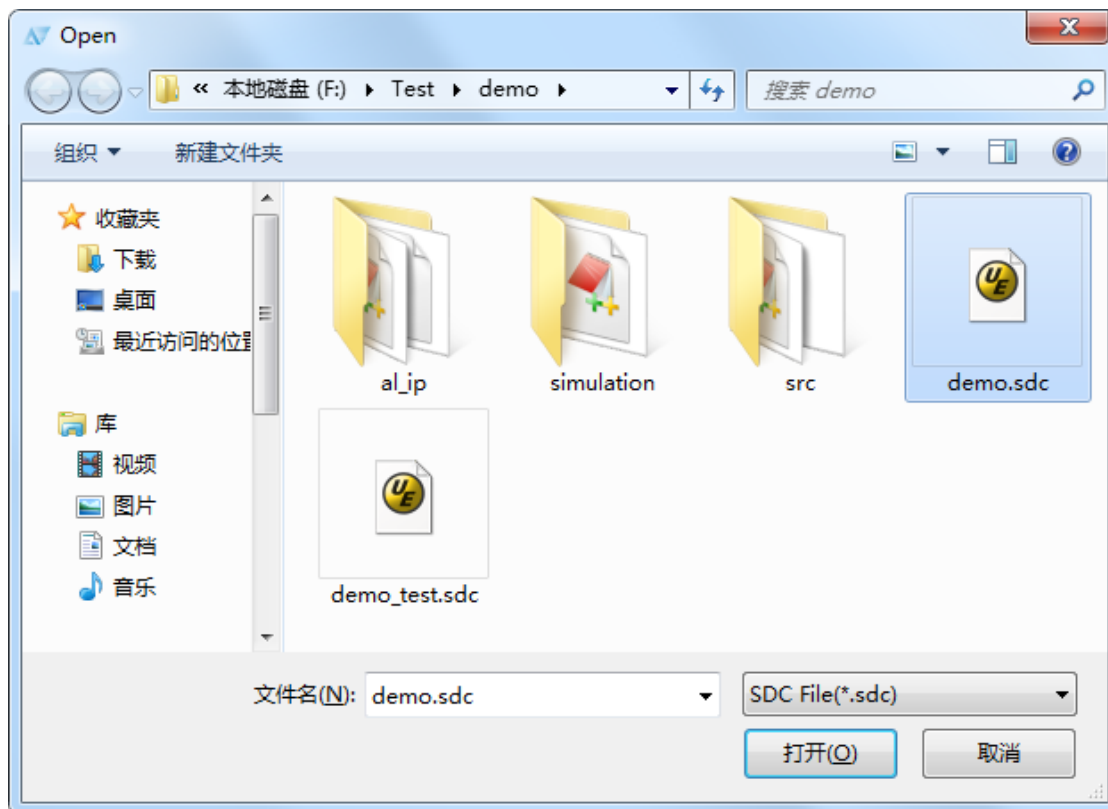 Open
« 本地磁盘 (F:) ▸ Test ▸ demo ▸
搜索 demo
组织
新建文件夹
收藏夹
下载
桌面
最近访问的位置
库
视频
图片
文档
音乐
al_ip
simulation
src
demo.sdc
demo_test.sdc
文件名(N): demo.sdc
SDC File(*.sdc)
打开(O)
取消